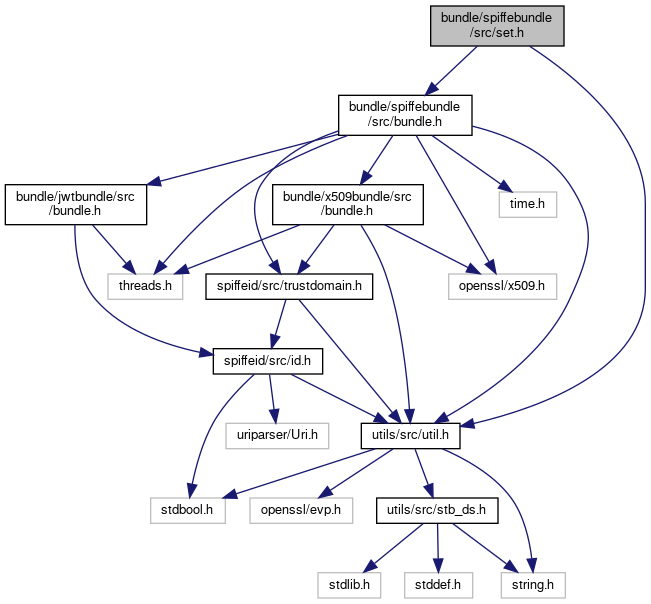 bundle/spiffebundle
/src/set.h
bundle/spiffebundle
/src/bundle.h
bundle/jwtbundle/src
/bundle.h
bundle/x509bundle/src
/bundle.h
time.h
threads.h
spiffeid/src/trustdomain.h
openssl/x509.h
spiffeid/src/id.h
uriparser/Uri.h
utils/src/util.h
stdbool.h
openssl/evp.h
utils/src/stb_ds.h
stdlib.h
stddef.h
string.h